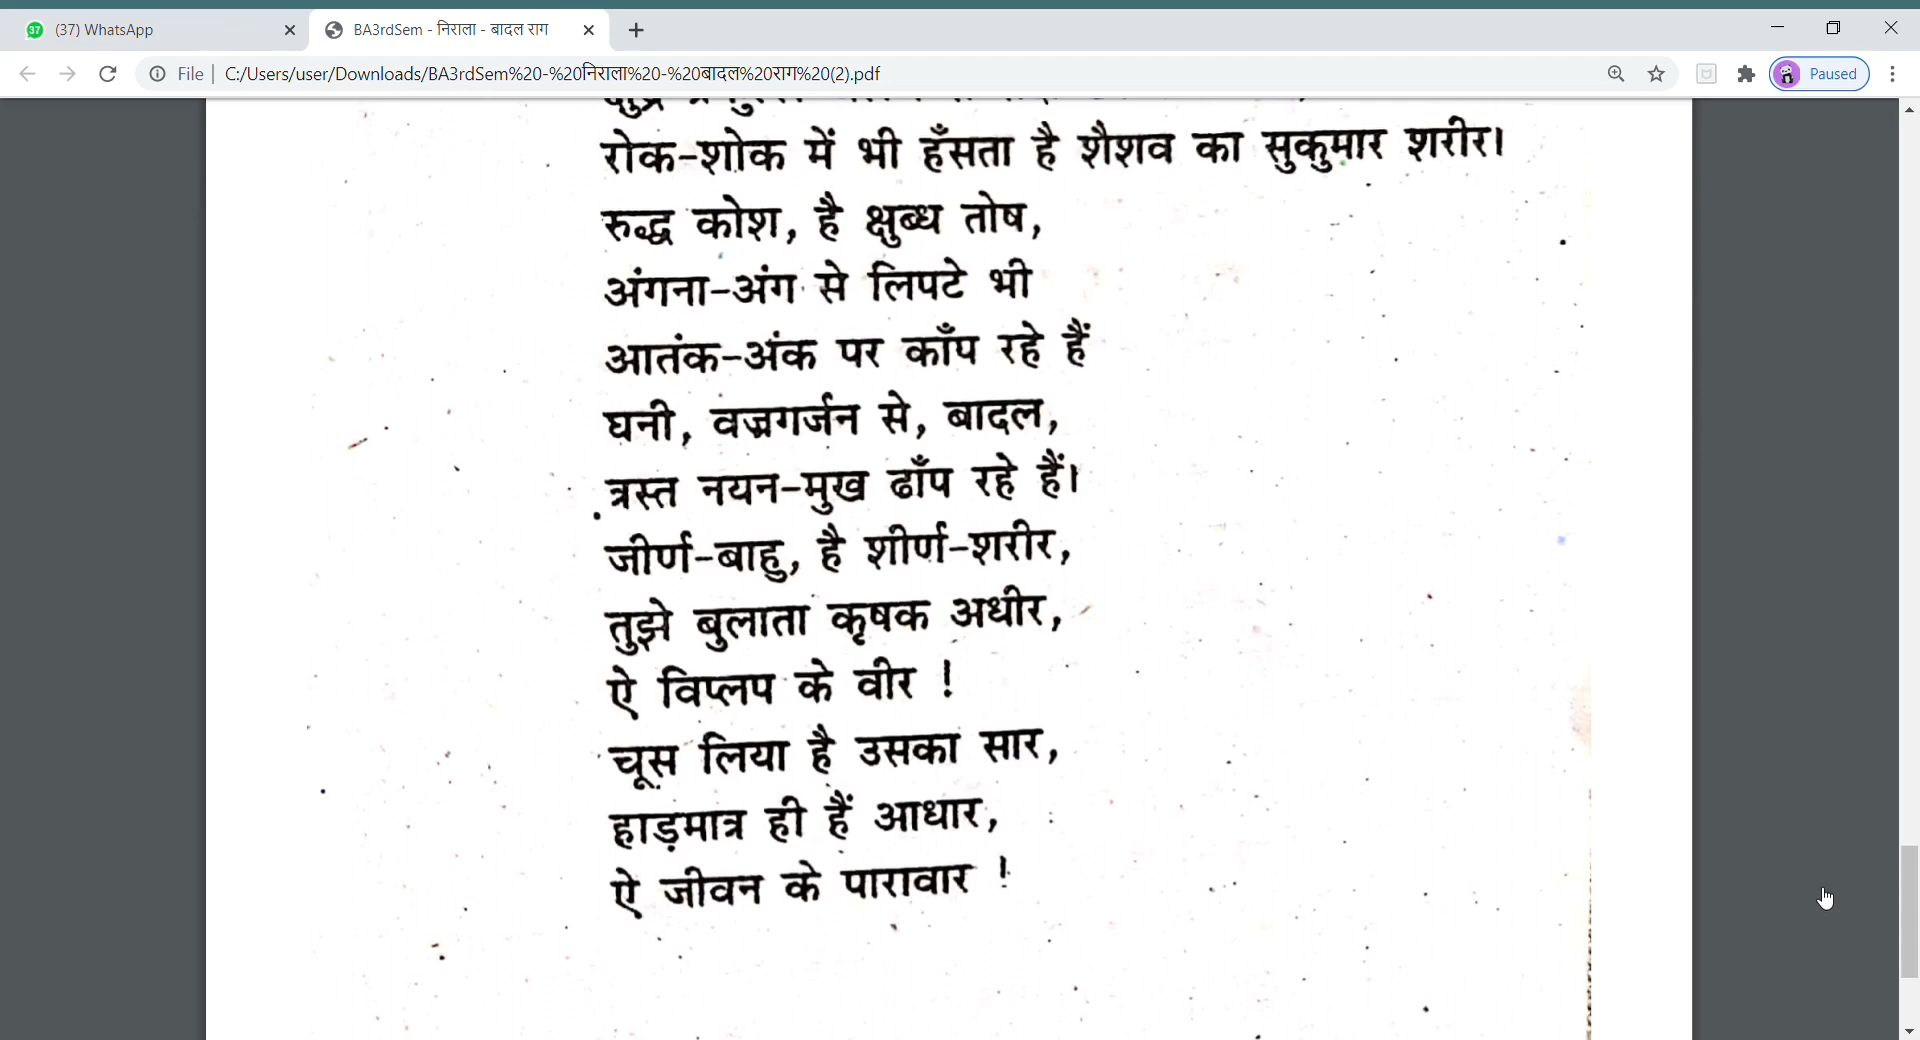 (37) WhatsApp
BA3rdSem - निराला - बादल राग
File
C:/Users/user/Downloads/BA3rdSem%20-%20निराला%20-%20बादल%20राग%20(2).pdf
Paused
रोक-शोक में भी हँसता है शैशव का सुकुमार शरीर।
रुद्ध कोश, है क्षुब्ध तोष,
अंगना-अंग से लिपटे भी
आतंक-अंक पर काँप रहे हैं
घनी, वज्रगर्जन से, बादल,
त्रस्त नयन-मुख ढाँप रहे हैं।
जीर्ण-बाहु, है शीर्ण-शरीर,
तुझे बुलाता कृषक अधीर,
ऐ विप्लप के वीर !
चूस लिया है उसका सार,
हाड़मात्र ही हैं आधार,
ऐ जीवन के पारावार !